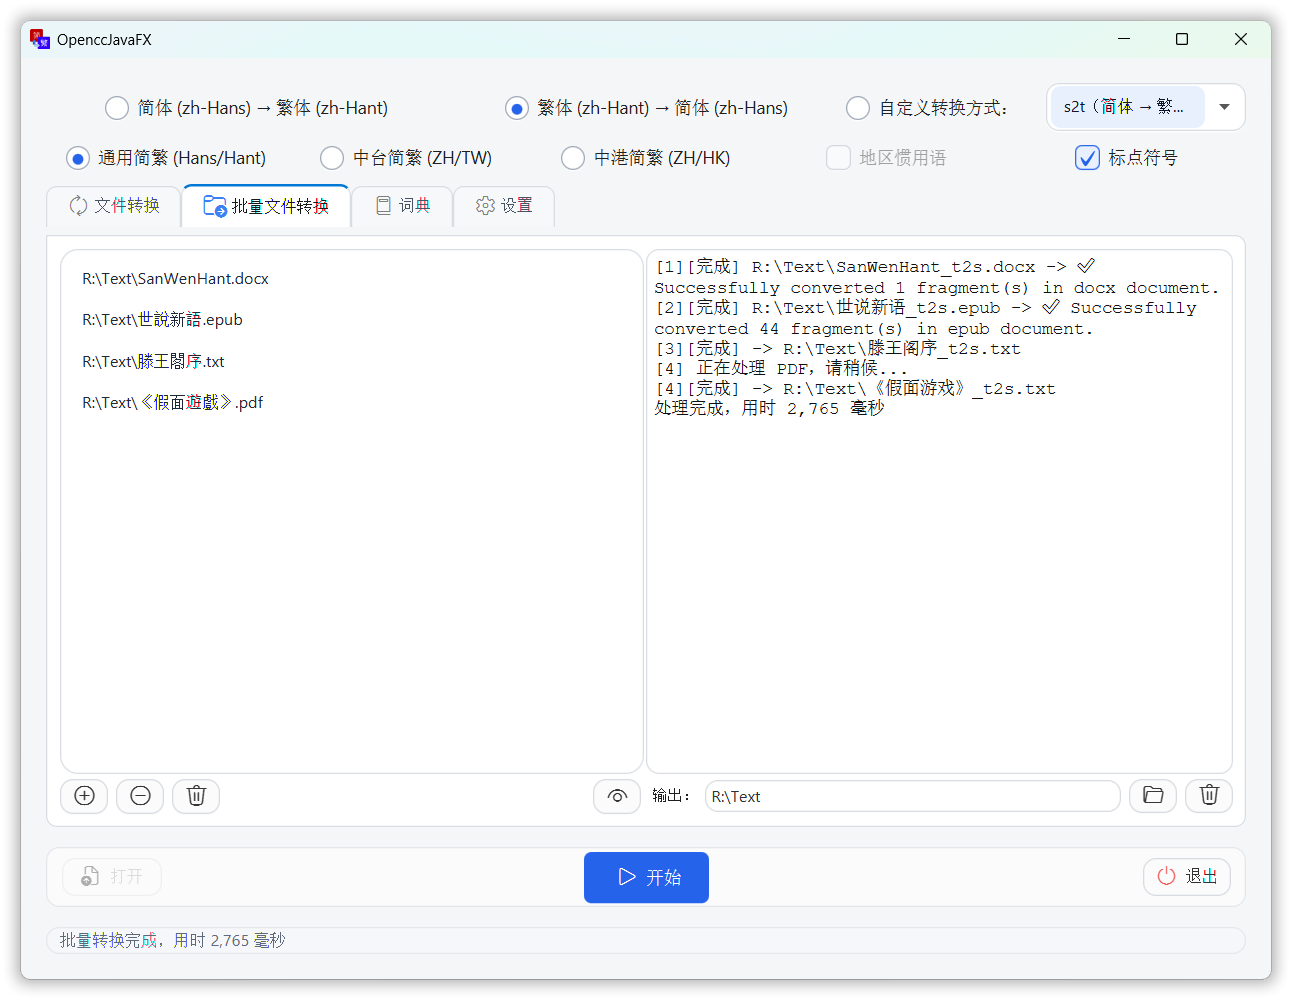 OpenccJavaFX
简体 (zh-Hans) → 繁体 (zh-Hant)
繁体 (zh-Hant) → 简体 (zh-Hans)
自定义转换方式：
s2t（简体 → 繁...
通用简繁 (Hans/Hant)
中台简繁 (ZH/TW)
中港简繁 (ZH/HK)
地区惯用语
标点符号
文件转换
批量文件转换
词典
设置
R:\Text\SanWenHant.docx
R:\Text\世說新語.epub
R:\Text\滕王閣序.txt
R:\Text\《假面遊戲》.pdf
[1][完成] R:\Text\SanWenHant_t2s.docx -> ✅
Successfully converted 1 fragment(s) in docx document.
[2][完成] R:\Text\世说新语_t2s.epub -> ✅ Successfully
converted 44 fragment(s) in epub document.
[3][完成] -> R:\Text\滕王阁序_t2s.txt
[4] 正在处理 PDF，请稍候...
[4][完成] -> R:\Text\《假面游戏》_t2s.txt
处理完成，用时 2,765 毫秒
输出：
R:\Text
打开
开始
退出
批量转换完成，用时 2,765 毫秒